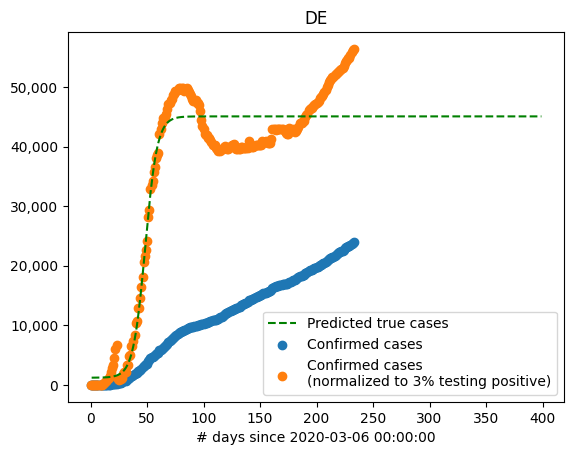 DE
50,000
40,000
30,000
20,000
10,000
0
Predicted true cases
Confirmed cases
Confirmed cases
(normalized to 3% testing positive)
0 50 100 150 200 250 300 350 400
# days since 2020-03-06 00:00:00